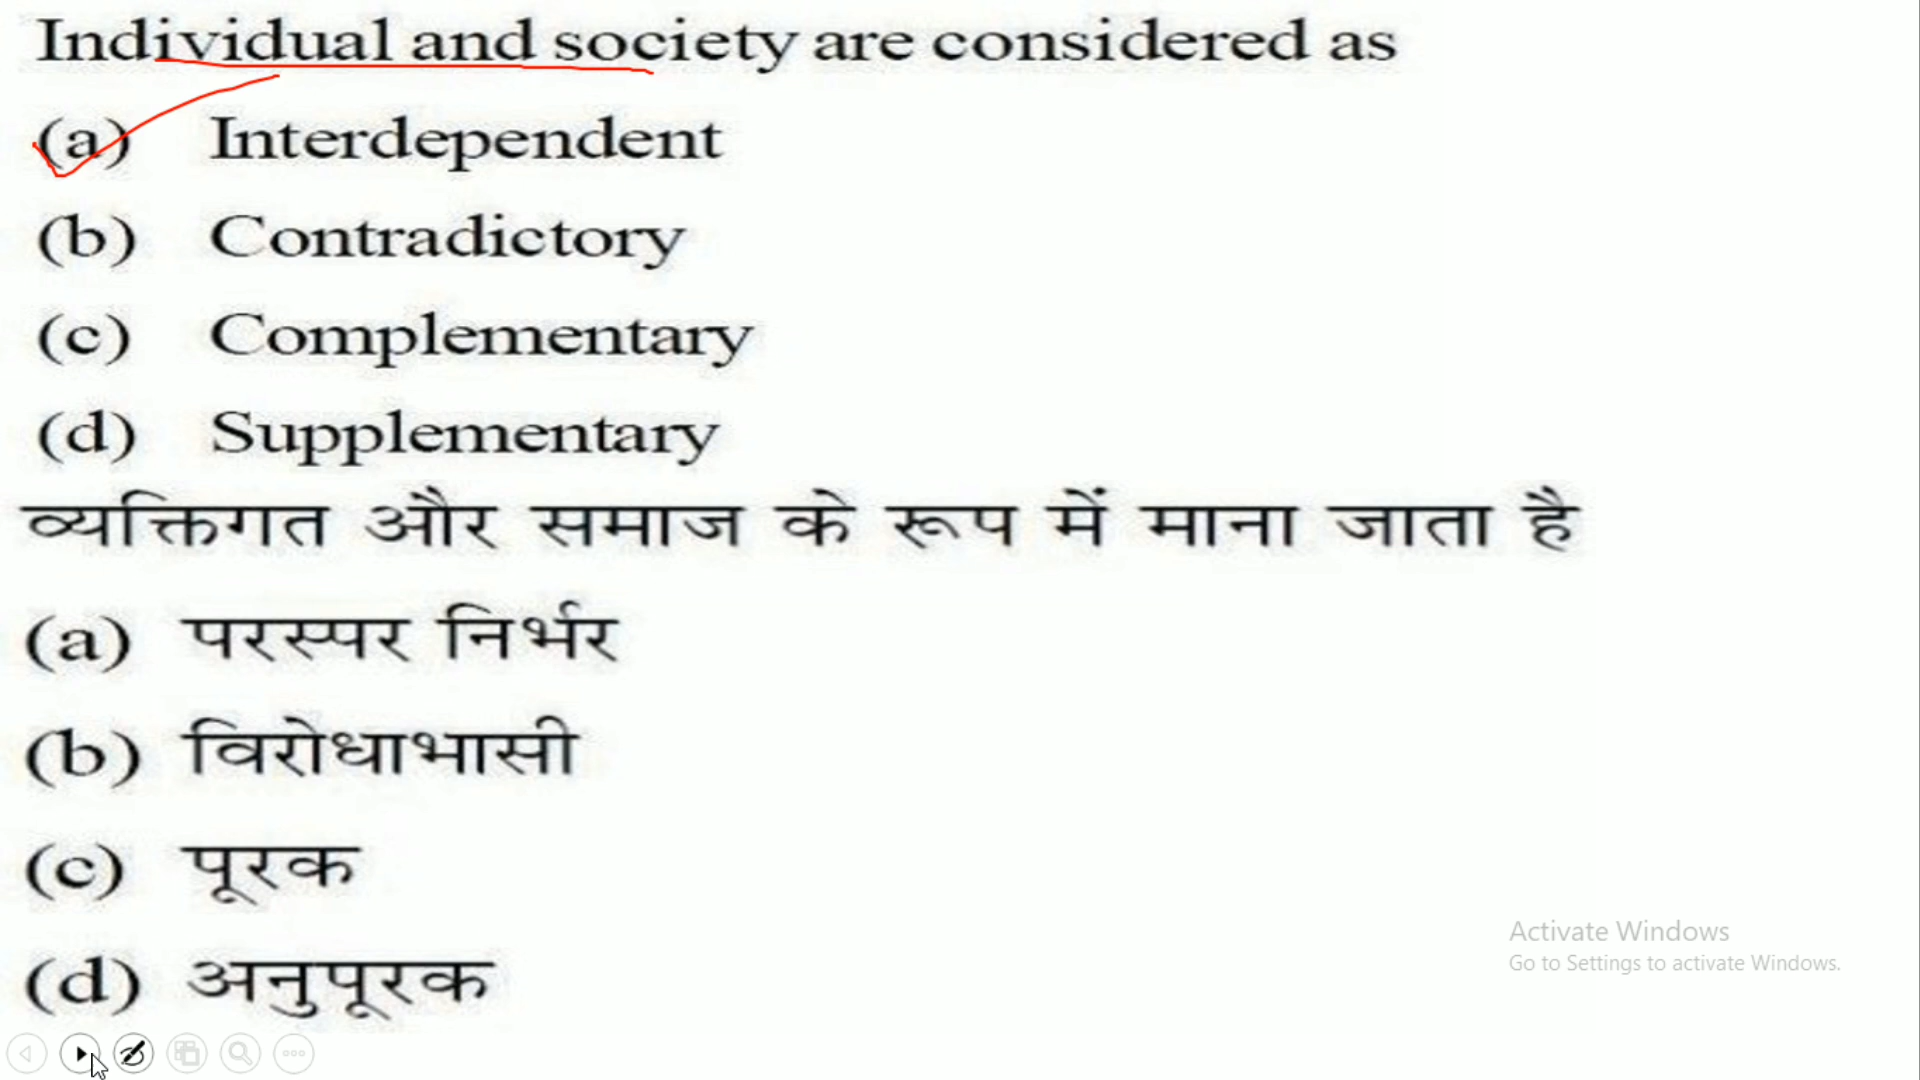 Individual and society are considered as
(a) Interdependent
(b) Contradictory
(c) Complementary
(d) Supplementary
व्यक्तिगत और समाज के रूप में माना जाता है
(a) परस्पर निर्भर
(b) विरोधाभासी
(c) पूरक
(d) अनुपूरक
Activate Windows
Go to Settings to activate Windows.